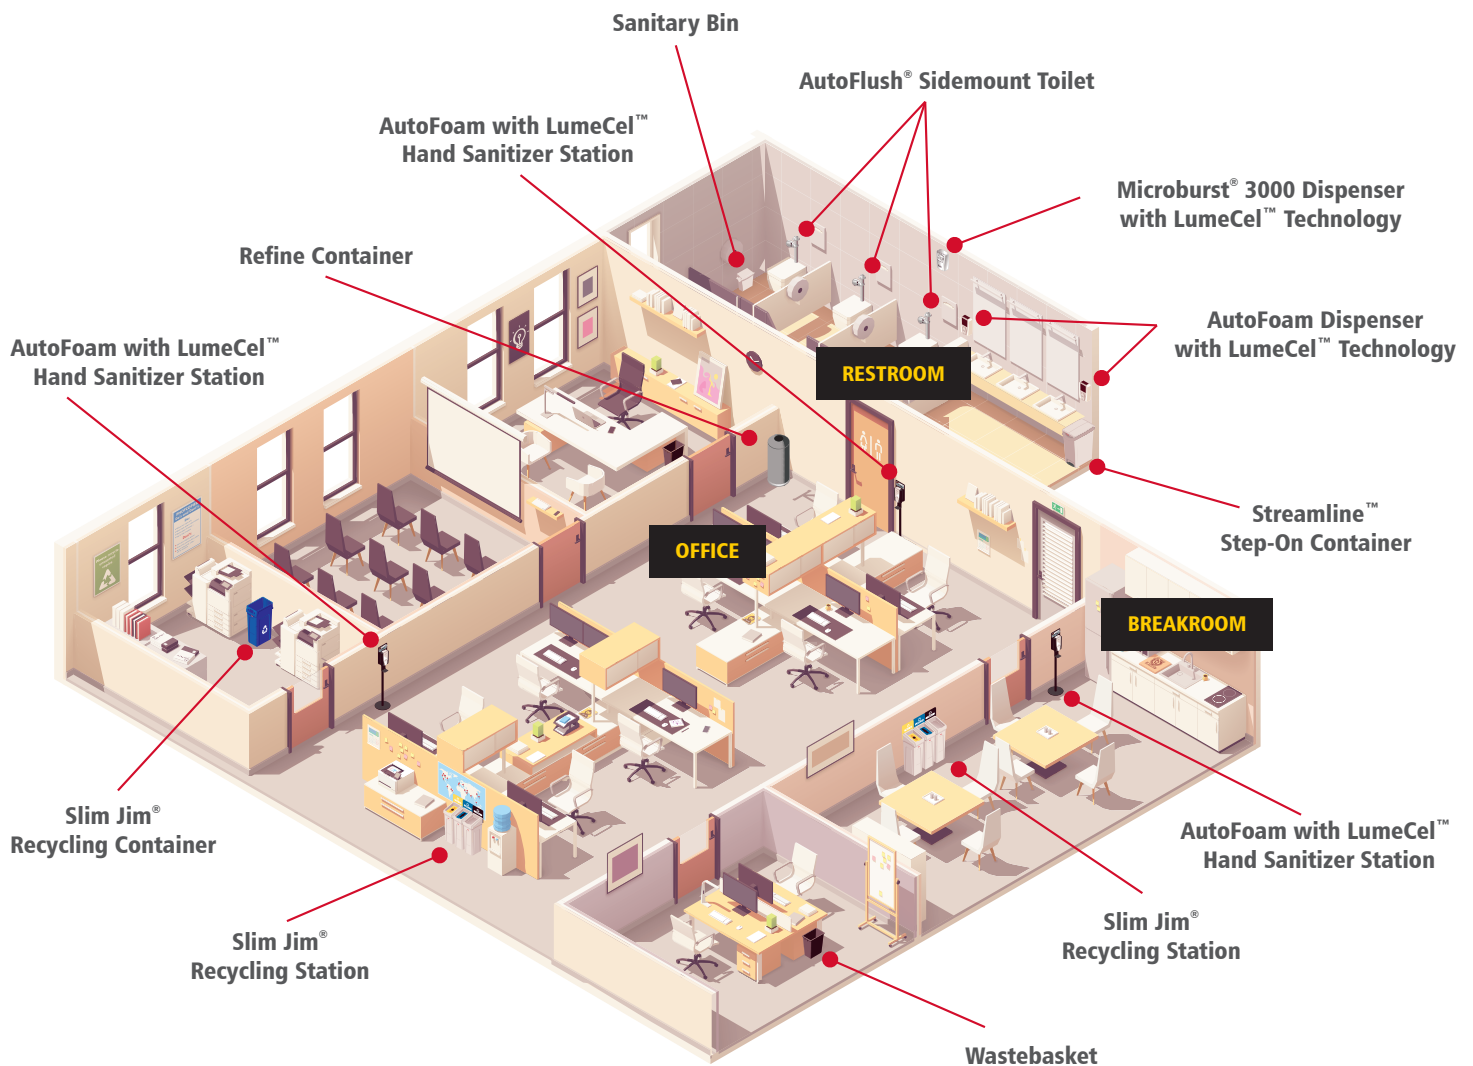 Sanitary Bin
AutoFlush® Sidemount Toilet
AutoFoam with LumeCel™
Hand Sanitizer Station
Microburst® 3000 Dispenser
with LumeCel™ Technology
Refine Container
AutoFoam Dispenser
with LumeCel™ Technology
AutoFoam with LumeCel™
Hand Sanitizer Station
RESTROOM
Streamline™
Step-On Container
OFFICE
BREAKROOM
Slim Jim®
Recycling Container
AutoFoam with LumeCel™
Hand Sanitizer Station
Slim Jim®
Recycling Station
Slim Jim®
Recycling Station
Wastebasket